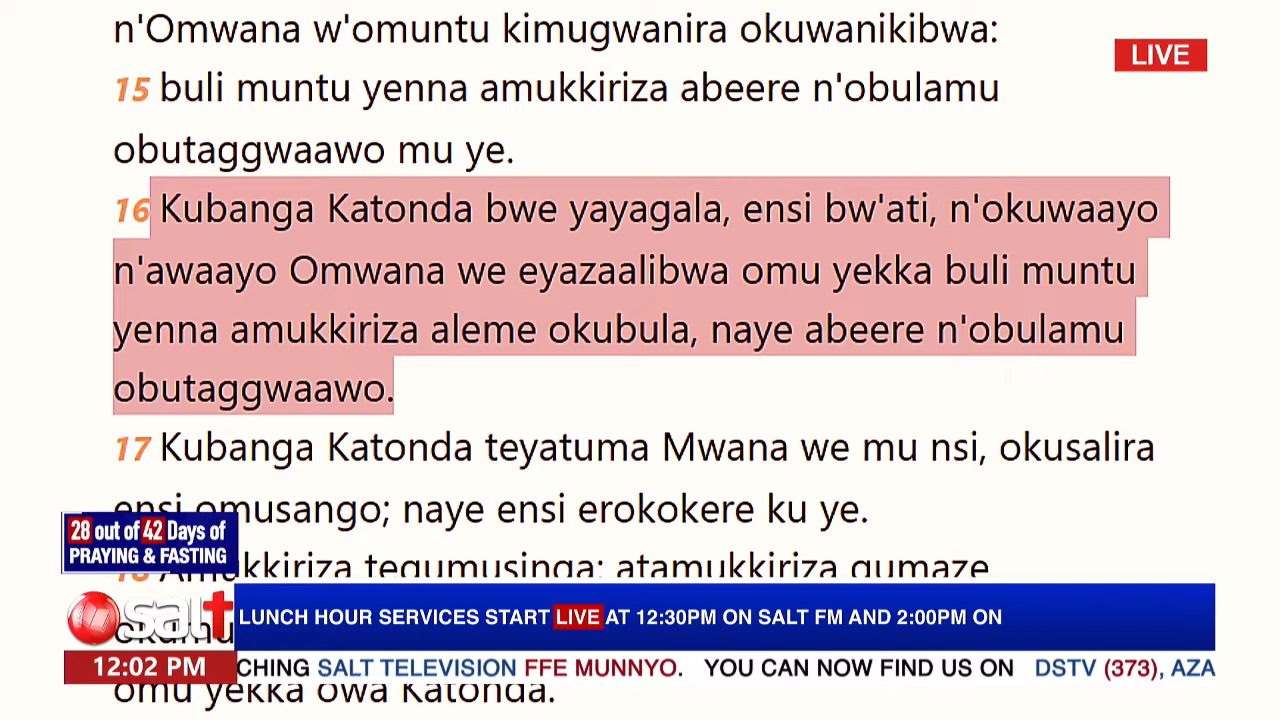 n'Omwana w'omuntu kimugwanira okuwanikibwa:
LIVE
15 buli muntu yenna amukkiriza abeere n'obulamu
obutaggwaawo mu ye.
16 Kubanga Katonda bwe yayagala, ensi bw'ati, n'okuwaayo
n'awaayo Omwana we eyazaalibwa omu yekka buli muntu
yenna amukkiriza aleme okubula, naye abeere n'obulamu
obutaggwaawo.
17 Kubanga Katonda teyatuma Mwana we mu nsi, okusalira
ensi omusango; naye ensi erokokere ku ye.
28 out of 42 Days of
PRAYING & FASTING
18 Amukkiriza tegumusinga: atamukkiriza gumaze
salt
LUNCH HOUR SERVICES START LIVE AT 12:30PM ON SALT FM AND 2:00PM ON
12:02 PM
CHING SALT TELEVISION FFE MUNNYO. YOU CAN NOW FIND US ON DSTV (373), AZA
omu yekka owa Katonda.